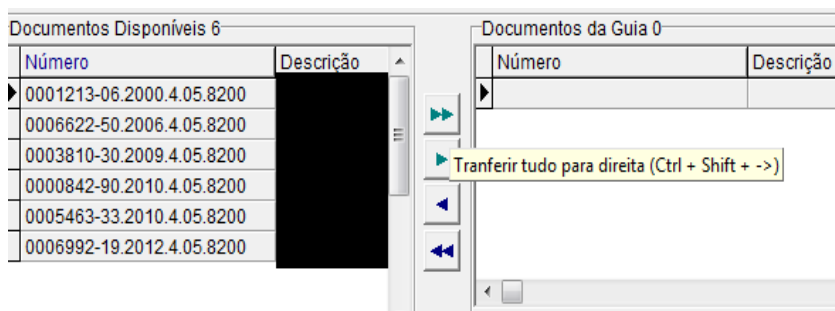 Documentos Disponíveis 6
Número Descrição
0001213-06.2000.4.05.8200
0006622-50.2006.4.05.8200
0003810-30.2009.4.05.8200
0000842-90.2010.4.05.8200
0005463-33.2010.4.05.8200
0006992-19.2012.4.05.8200
Tranferir tudo para direita (Ctrl + Shift + ->)
Documentos da Guia 0
Número Descrição